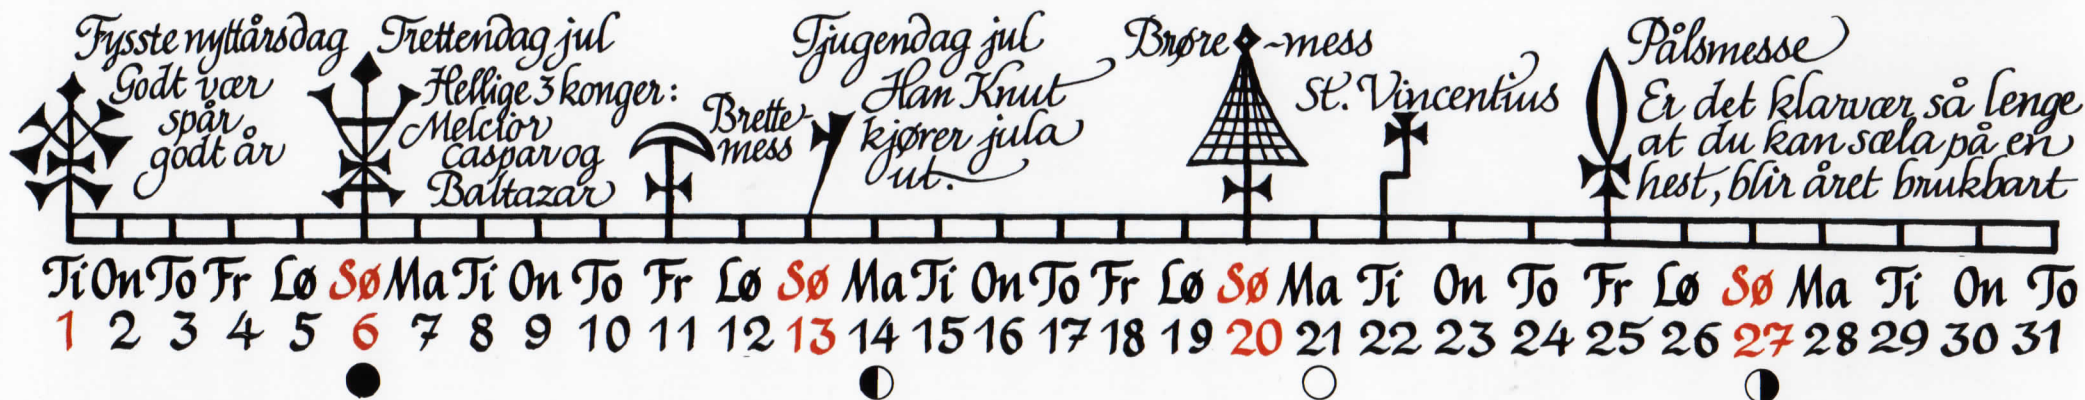 Fysste nyttårsdag
Godt vær
spår
godt år
Trettendag jul
Hellige 3 konger:
Melcior
Caspar og
Baltazar
Brette-
mess
Tjugendag jul
Han Knut
kjører jula
ut.
Brøre-mess
St. Vincentius
Pålsmesse
Er det klarvær så lenge
at du kan sæla på en
hest, blir året brukbart
Ti On To Fr Lø Sø Ma Ti On To Fr Lø Sø Ma Ti On To Fr Lø Sø Ma Ti On To Fr Lø Sø Ma Ti On To
1 2 3 4 5 6 7 8 9 10 11 12 13 14 15 16 17 18 19 20 21 22 23 24 25 26 27 28 29 30 31